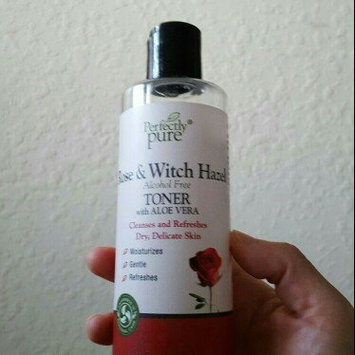 Perfectly
pure®
Rose & Witch Hazel
Alcohol Free
TONER
with ALOE VERA
Cleanses and Refreshes
Dry, Delicate Skin
Moisturizes
Gentle
Refreshes